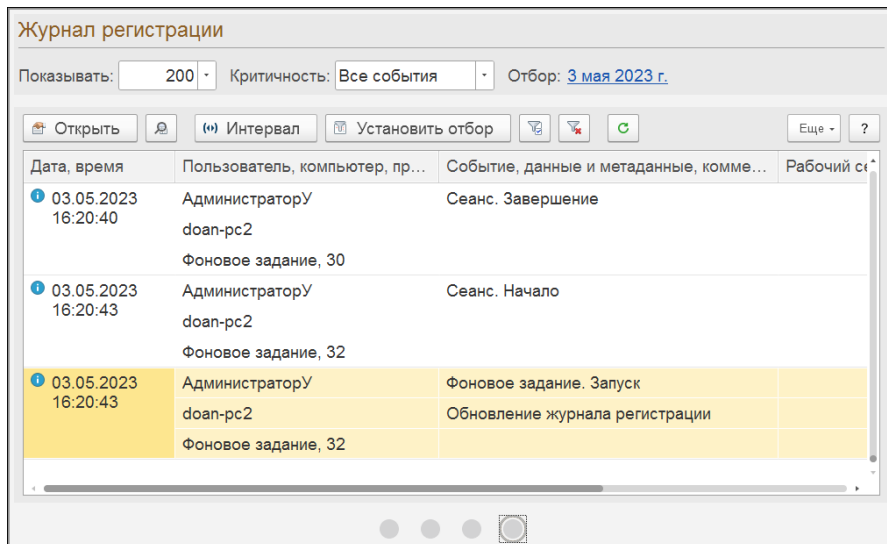 Журнал регистрации
Показывать: 200 Критичность: Все события Отбор: 3 мая 2023 г.
Открыть Интервал Установить отбор Еще ?
Дата, время Пользователь, компьютер, пр... Событие, данные и метаданные, комме... Рабочий
03.05.2023 АдминистраторУ Сеанс. Завершение
16:20:40
doan-pc2
Фоновое задание, 30
03.05.2023 АдминистраторУ Сеанс. Начало
16:20:43
doan-pc2
Фоновое задание, 32
03.05.2023 АдминистраторУ Фоновое задание. Запуск
16:20:43
doan-pc2 Обновление журнала регистрации
Фоновое задание, 32